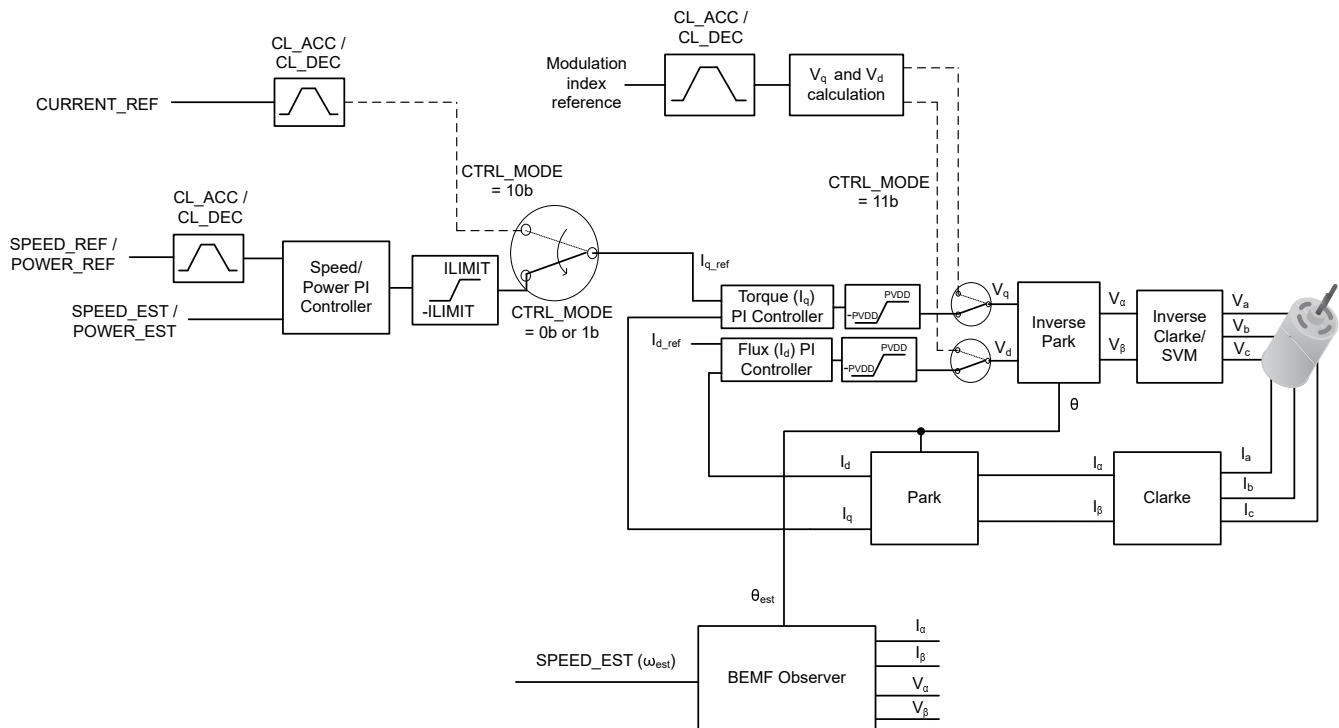 CL_ACC /
CL_DEC
CURRENT_REF
CL_ACC /
CL_DEC
Modulation
index
reference
Vq and Vd
calculation
CTRL_MODE
= 10b
CTRL_MODE
= 11b
CL_ACC /
CL_DEC
SPEED_REF /
POWER_REF
SPEED_EST /
POWER_EST
Speed/
Power PI
Controller
ILIMIT
-ILIMIT
CTRL_MODE
= 0b or 1b
Iq_ref
Id_ref
Torque (Iq)
PI Controller
PVDD
-PVDD
Flux (Id) PI
Controller
PVDD
-PVDD
Vq
Vd
Inverse
Park
Vα
Vβ
Inverse
Clarke/
SVM
Va
Vb
Vc
θ
Id
Iq
Park
Iα
Iβ
Clarke
Ia
Ib
Ic
θest
SPEED_EST (ωest)
BEMF Observer
Iα
Iβ
Vα
Vβ